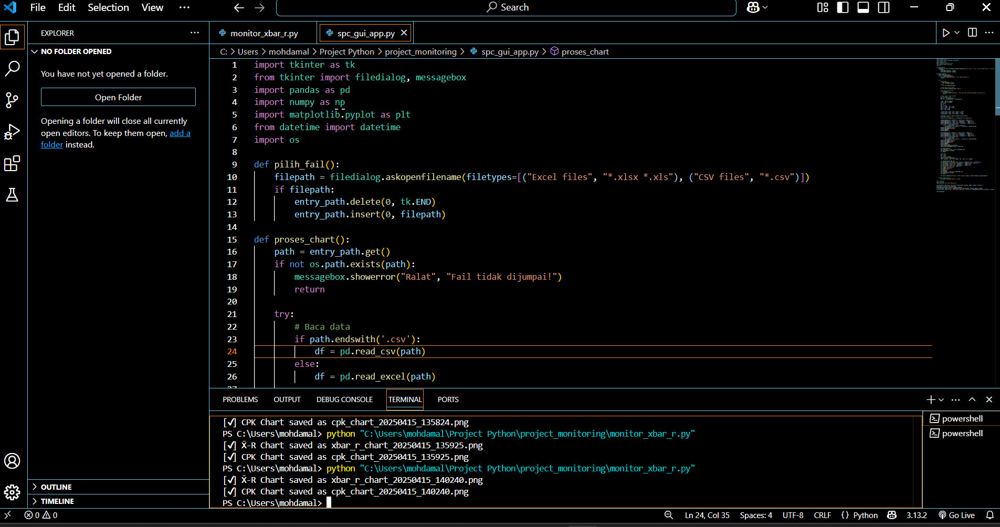 File Edit Selection View ···
Search
EXPLORER ···
NO FOLDER OPENED
You have not yet opened a folder.
Open Folder
Opening a folder will close all currently
open editors. To keep them open, add a
folder instead.
OUTLINE
TIMELINE
monitor_xbar_r.py spc_gui_app.py
C: > Users > mohdamal > Project Python > project_monitoring > spc_gui_app.py > proses_chart
1 import tkinter as tk
2 from tkinter import filedialog, messagebox
3 import pandas as pd
4 import numpy as np
5 import matplotlib.pyplot as plt
6 from datetime import datetime
7 import os
8
9 def pilih_fail():
10 filepath = filedialog.askopenfilename(filetypes=[("Excel files", "*.xlsx *.xls"), ("CSV files", "*.csv")])
11 if filepath:
12 entry_path.delete(0, tk.END)
13 entry_path.insert(0, filepath)
14
15 def proses_chart():
16 path = entry_path.get()
17 if not os.path.exists(path):
18 messagebox.showerror("Ralat", "Fail tidak dijumpai!")
19 return
20
21 try:
22 # Baca data
23 if path.endswith('.csv'):
24 df = pd.read_csv(path)
25 else:
26 df = pd.read_excel(path)
PROBLEMS OUTPUT DEBUG CONSOLE TERMINAL PORTS
[✓] CPK Chart saved as cpk_chart_20250415_135824.png
PS C:\Users\mohdamal> python "C:\Users\mohdamal\Project Python\project_monitoring\monitor_xbar_r.py"
[✓] X̄-R Chart saved as xbar_r_chart_20250415_135925.png
[✓] CPK Chart saved as cpk_chart_20250415_135925.png
PS C:\Users\mohdamal> python "C:\Users\mohdamal\Project Python\project_monitoring\monitor_xbar_r.py"
[✓] X̄-R Chart saved as xbar_r_chart_20250415_140240.png
[✓] CPK Chart saved as cpk_chart_20250415_140240.png
PS C:\Users\mohdamal>
powershell
powershell
0 0 Ln 24, Col 35 Spaces: 4 UTF-8 CRLF {} Python 3.13.2 Go Live